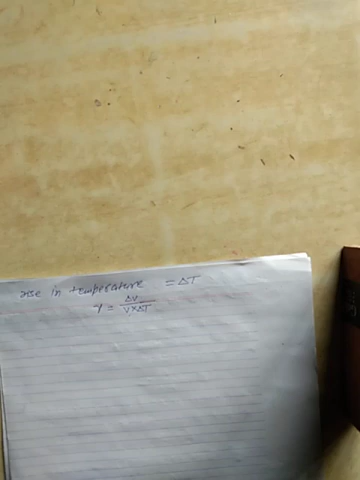 rise in temperature = ΔT
γ = ΔV / V×ΔT